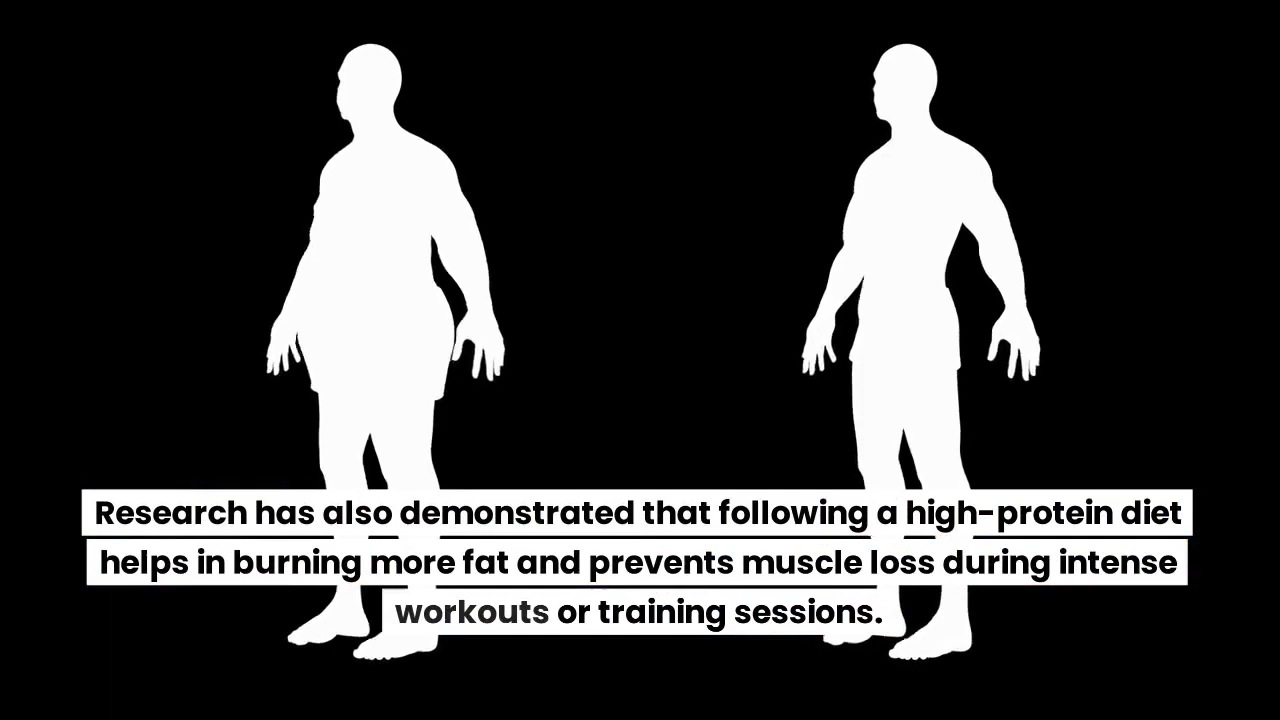 Research has also demonstrated that following a high-protein diet
helps in burning more fat and prevents muscle loss during intense
workouts or training sessions.